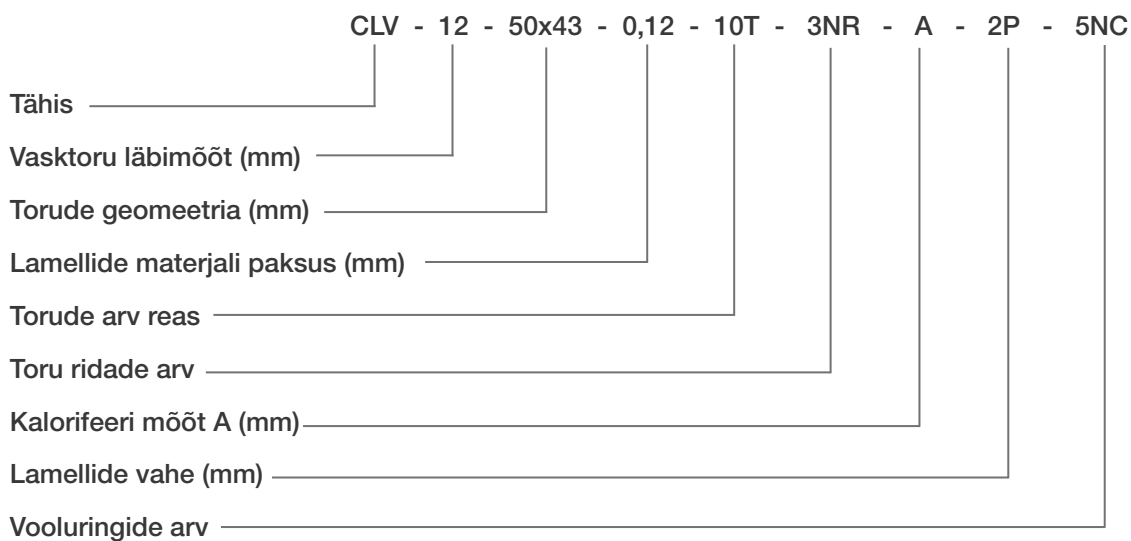 CLV - 12 - 50x43 - 0,12 - 10T - 3NR - A - 2P - 5NC
Tähis
Vasktoru läbimõõt (mm)
Torude geomeetria (mm)
Lamellide materjali paksus (mm)
Torude arv reas
Toru ridade arv
Kalorifeeri mõõt A (mm)
Lamellide vahe (mm)
Vooluringide arv